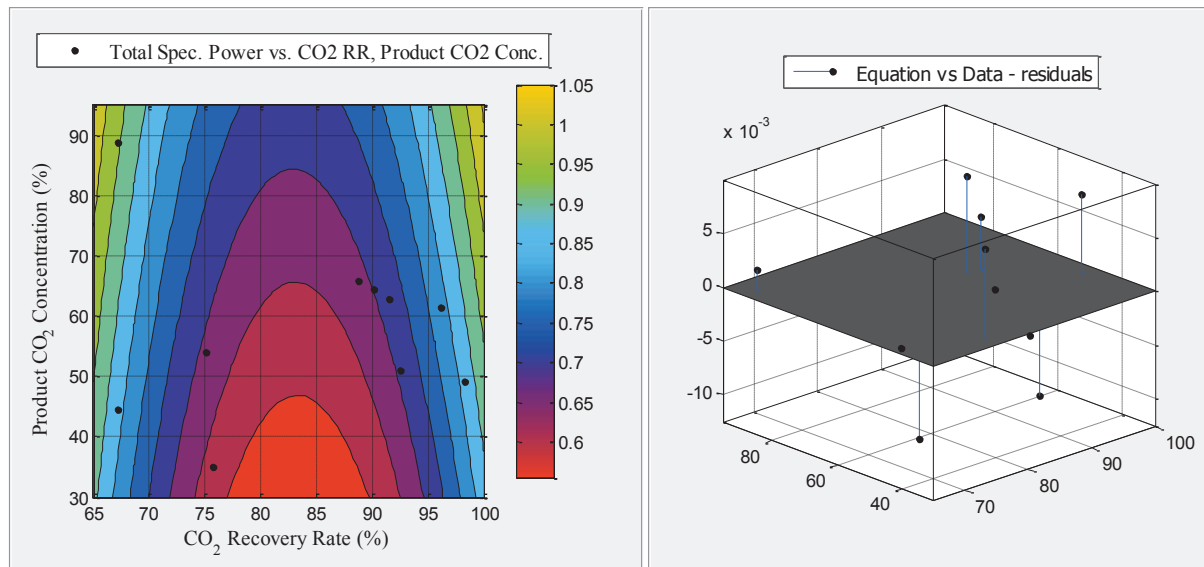 Total Spec. Power vs. CO2 RR, Product CO2 Conc.
1.05
1
0.95
0.9
0.85
0.8
0.75
0.7
0.65
0.6
90
80
70
60
50
40
30
Product CO2 Concentration (%)
65 70 75 80 85 90 95 100
CO2 Recovery Rate (%)
Equation vs Data - residuals
x 10-3
5
0
-5
-10
80 60 40
70 80 90 100